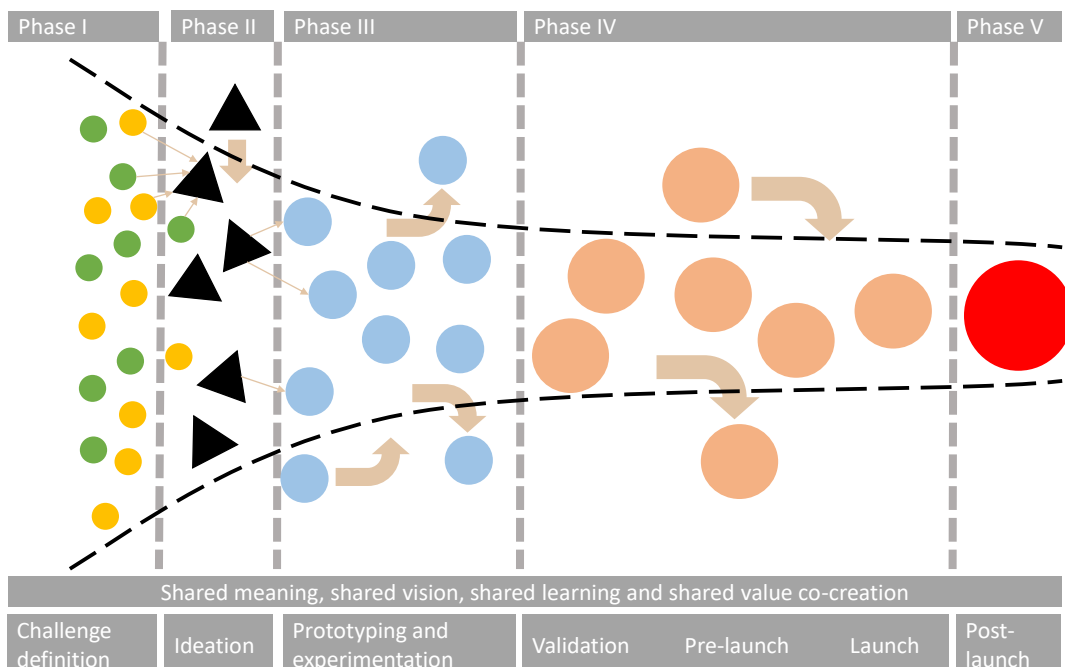 Phase I
Phase II
Phase III
Phase IV
Phase V
Shared meaning, shared vision, shared learning and shared value co-creation
Challenge
definition
Ideation
Prototyping and
experimentation
Validation
Pre-launch
Launch
Post-
launch